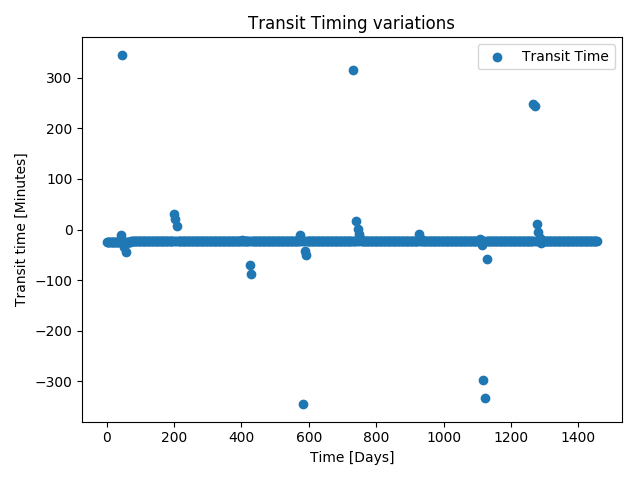 Transit Timing variations
Transit Time
Transit time [Minutes]
300
200
100
0
−100
−200
−300
0 200 400 600 800 1000 1200 1400
Time [Days]